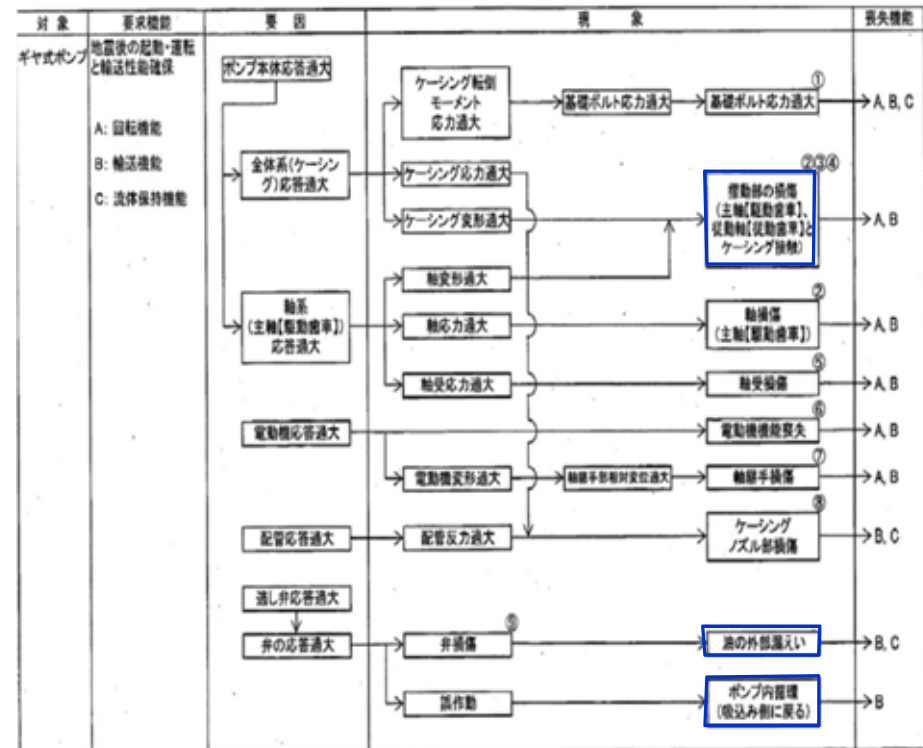 対 象
要求機能
要 因
現 象
喪失機能
ギヤ式ポンプ
地震後の起動・運転
と輸送性能確保
A: 回転機能
B: 輸送機能
C: 流体保持機能
ポンプ本体応答過大
全体系(ケーシン
グ)応答過大
ケーシング転倒
モーメント
応力過大
基礎ボルト応力過大
①
基礎ボルト応力過大
A, B, C
ケーシング応力過大
ケーシング変形過大
②③④
摺動部の損傷
(主軸【駆動歯車】、
従動軸【従動歯車】と
ケーシング接触)
A, B
軸系
(主軸【駆動歯車】)
応答過大
軸変形過大
軸応力過大
②
軸損傷
(主軸【駆動歯車】)
A, B
軸受応力過大
⑤
軸受損傷
A, B
電動機応答過大
⑥
電動機機能喪失
A, B
電動機変形過大
軸継手部相対変位過大
⑦
軸継手損傷
A, B
配管応答過大
配管反力過大
⑧
ケーシング
ノズル部損傷
B, C
逃し弁応答過大
弁の応答過大
⑨
弁損傷
油の外部漏えい
B, C
誤作動
ポンプ内循環
(吸込み側に戻る)
B